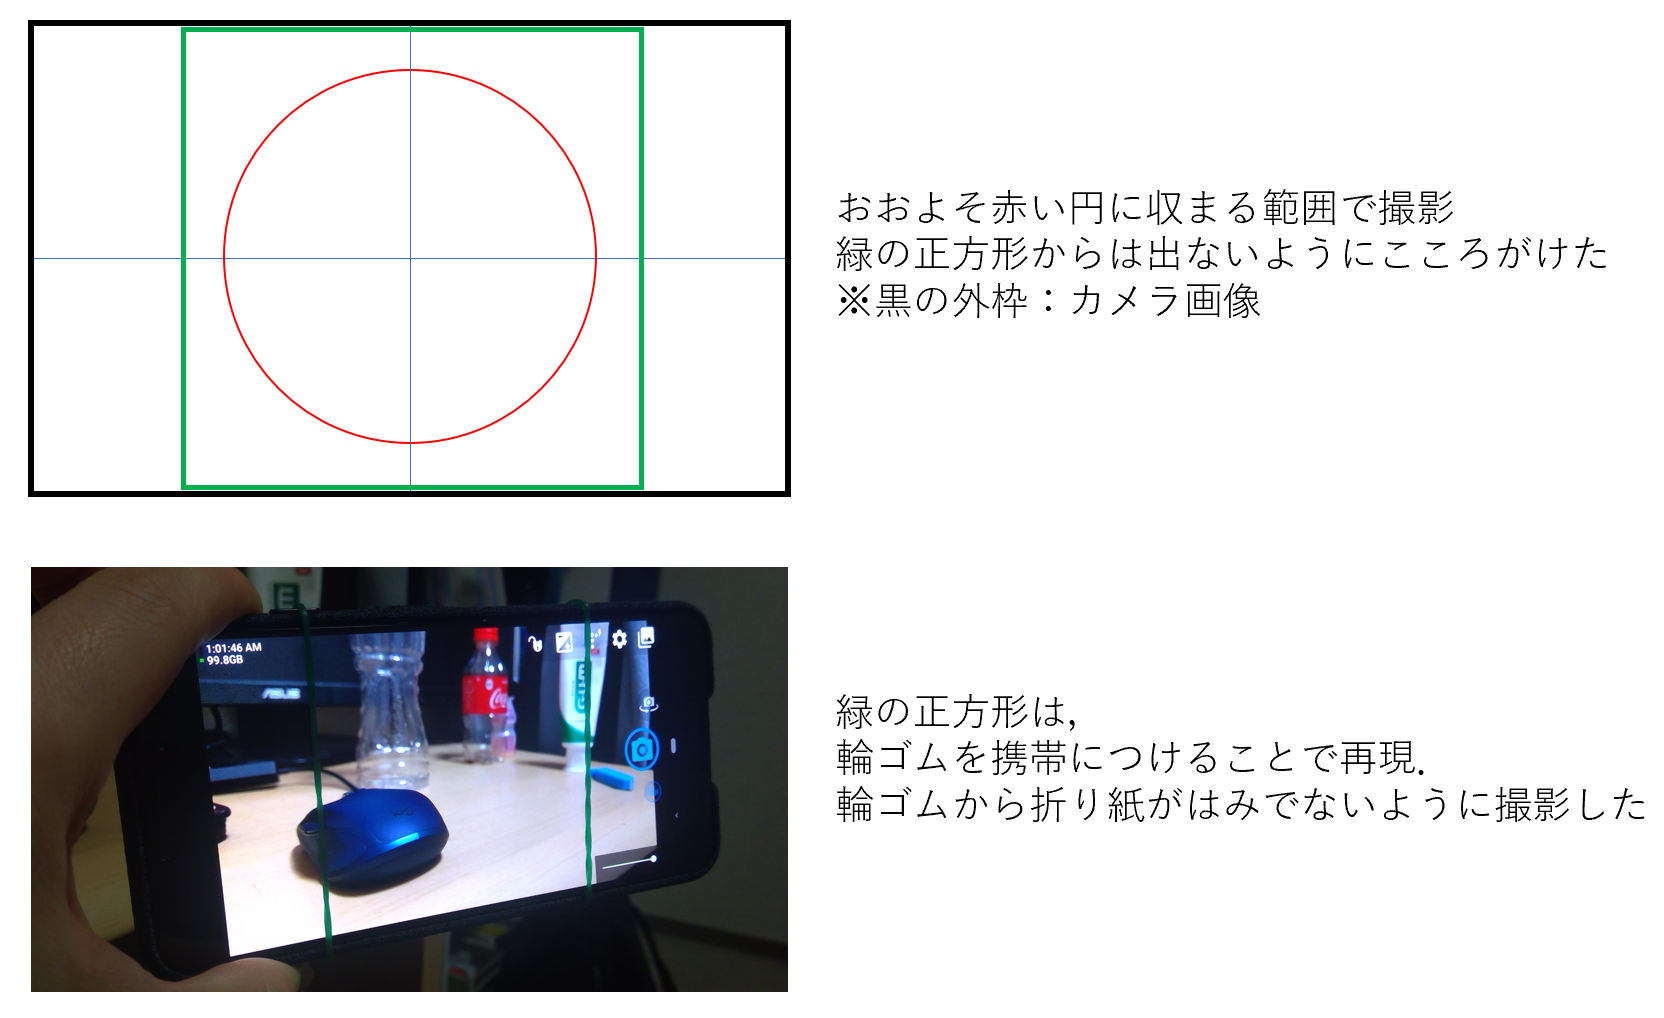 おおよそ赤い円に収まる範囲で撮影
緑の正方形からは出ないようにこころがけた
※黒の外枠：カメラ画像
E
1:01:46 AM
99.8GB
ASUS
緑の正方形は,
輪ゴムを携帯につけることで再現.
輪ゴムから折り紙がはみでないように撮影した